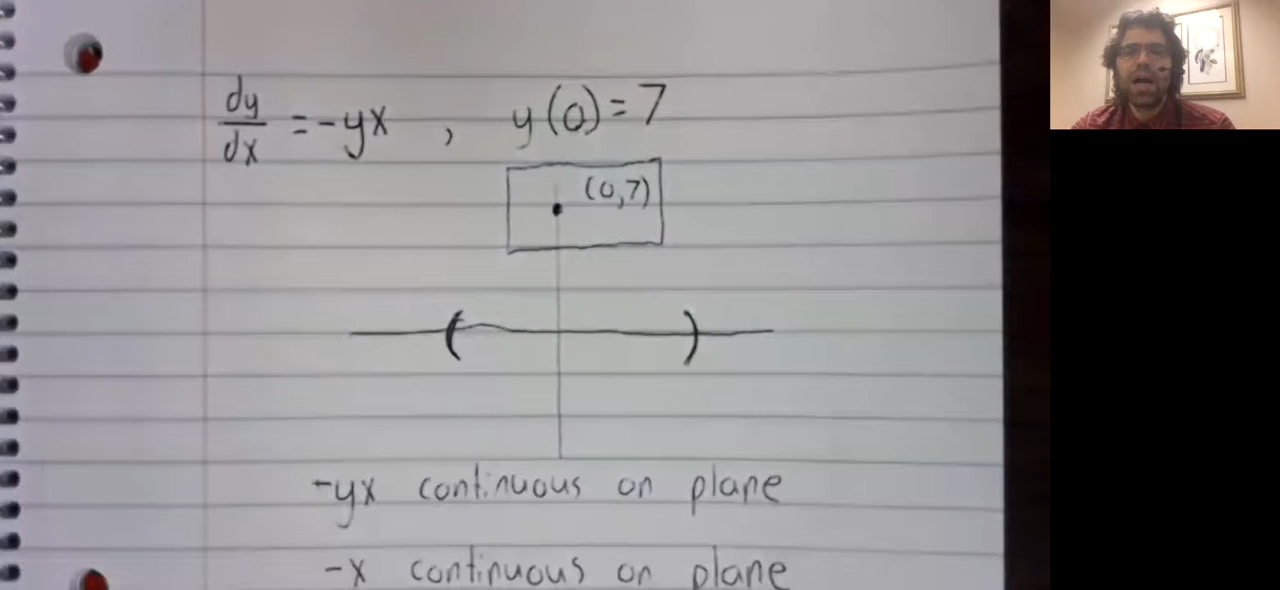 dy/dx = -yx , y(0) = 7
(0,7)
-yx continuous on plane
-x continuous on plane